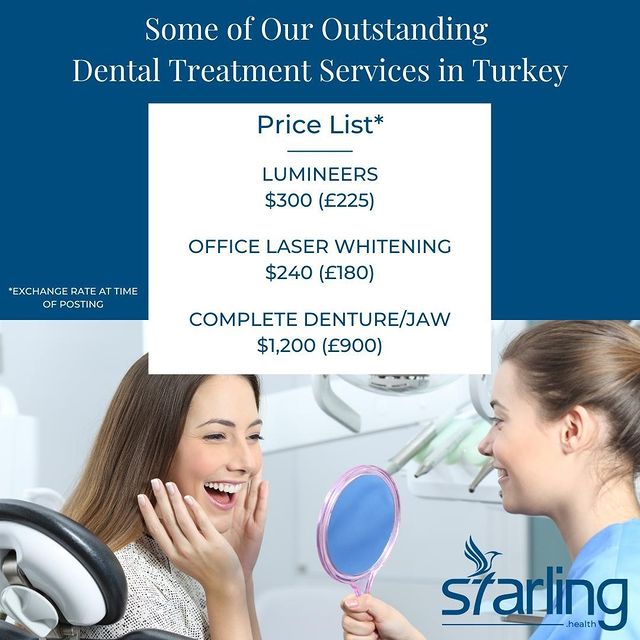 Some of Our Outstanding
Dental Treatment Services in Turkey
Price List*
LUMINEERS
$300 (£225)
OFFICE LASER WHITENING
$240 (£180)
COMPLETE DENTURE/JAW
$1,200 (£900)
*EXCHANGE RATE AT TIME
OF POSTING
starling
.health